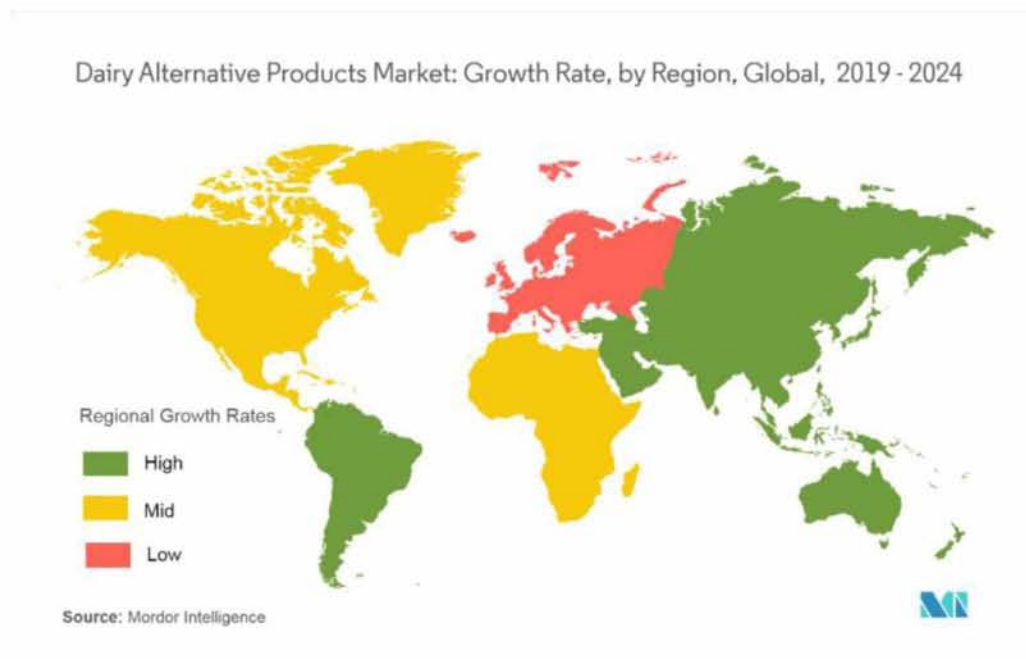 Dairy Alternative Products Market: Growth Rate, by Region, Global, 2019 - 2024
Regional Growth Rates
High
Mid
Low
Source: Mordor Intelligence